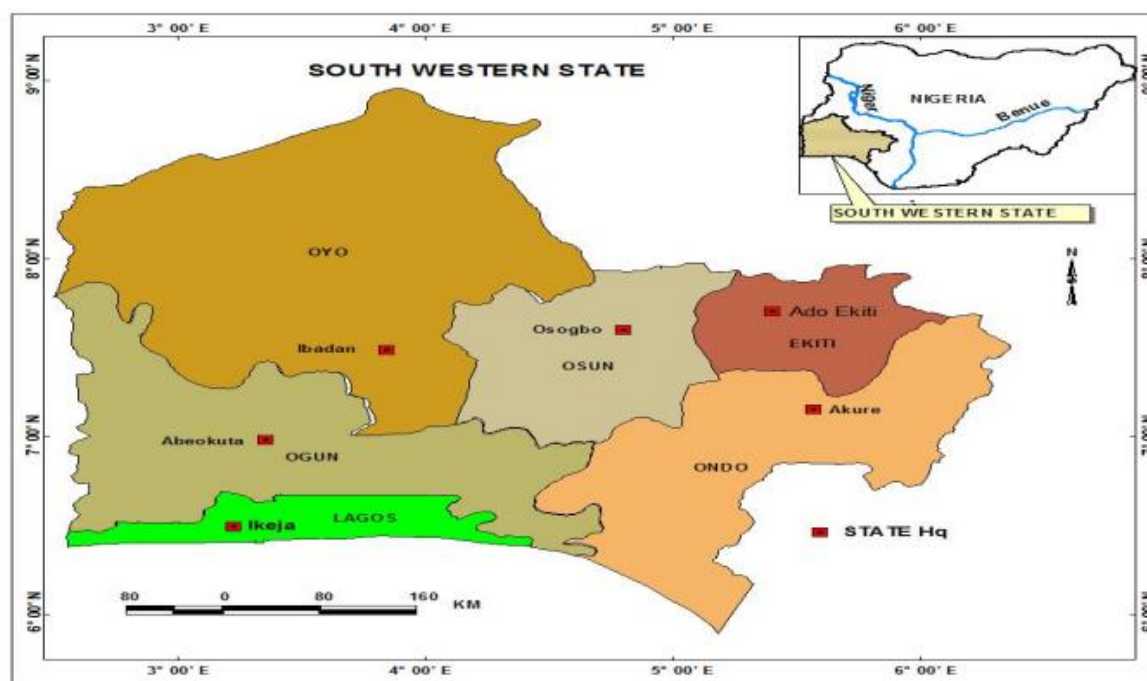 3° 00' E 4° 00' E 5° 00' E 6° 00' E
SOUTH WESTERN STATE
9°00'N
NIGERIA
Niger
Benue
SOUTH WESTERN STATE
8°00'N
N
OYO
Osogbo
Ado Ekiti
EKITI
Ibadan
OSUN
Akure
7°00'N
Abeokuta
OGUN
ONDO
LAGOS
Ikeja
STATE Hq
80 0 80 160 KM
6°00'N
3° 00' E 4° 00' E 5° 00' E 6° 00' E